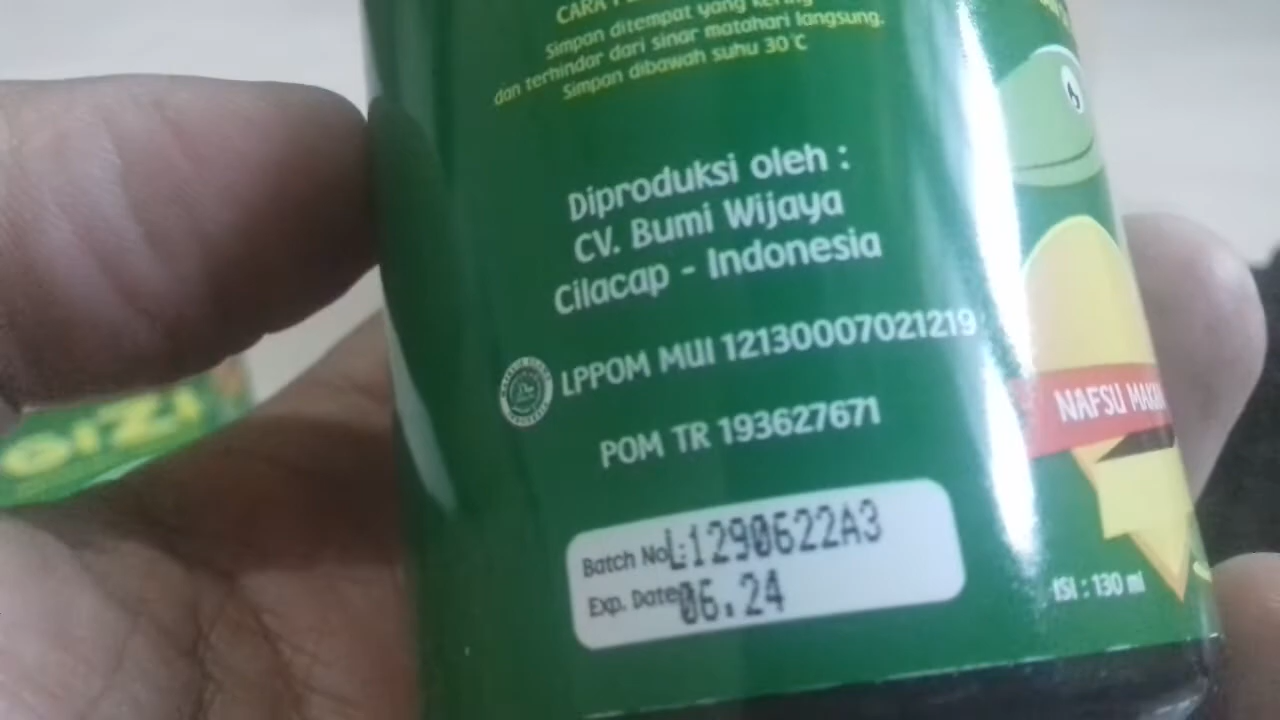 CARA
Simpan ditempat yang kering
dan terhindar dari sinar matahari langsung.
Simpan dibawah suhu 30°C
Diproduksi oleh :
CV. Bumi Wijaya
Cilacap - Indonesia
LPPOM MUI 12130007021219
POM TR 193627671
Batch No.: L1290622A3
Exp. Date: 06.24
NAFSU MAKAN
ISI : 130 ml
GIZI